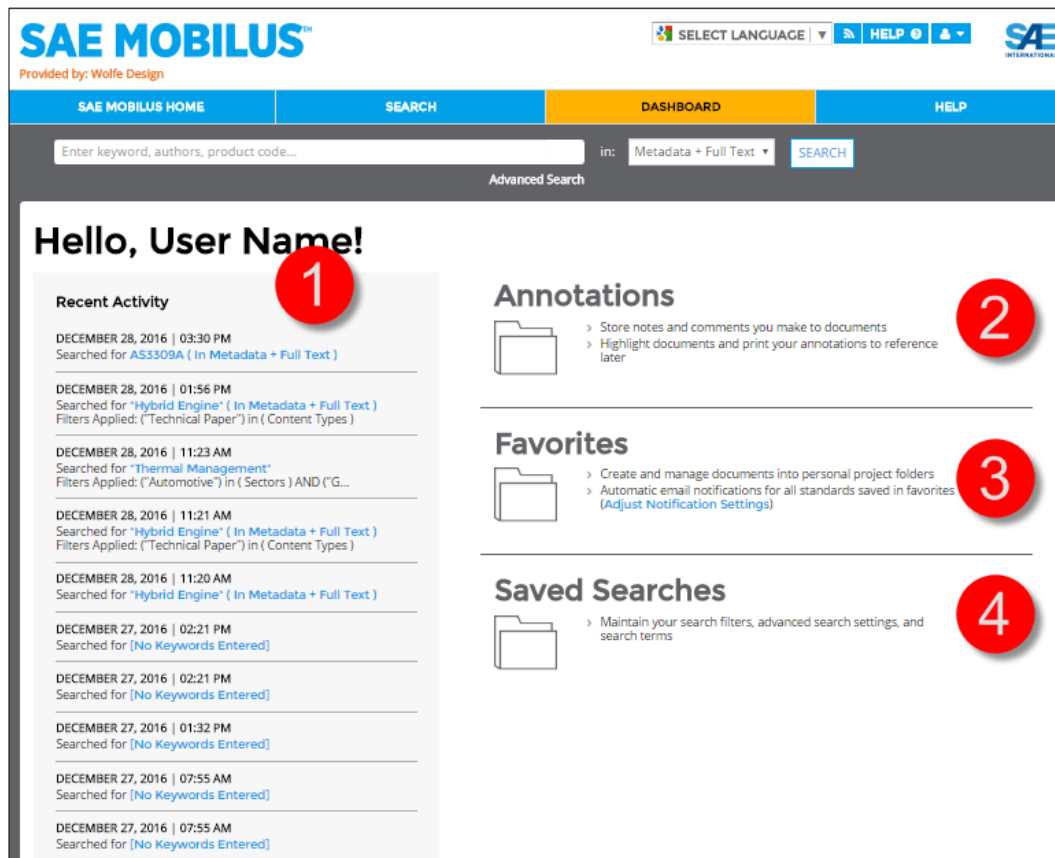 SAE MOBILUS™
Provided by: Wolfe Design
SELECT LANGUAGE ▼
HELP
SAE
INTERNATIONAL
SAE MOBILUS HOME
SEARCH
DASHBOARD
HELP
Enter keyword, authors, product code...
in:
Metadata + Full Text
SEARCH
Advanced Search
Hello, User Name!
1
Recent Activity
DECEMBER 28, 2016 | 03:30 PM
Searched for AS3309A ( In Metadata + Full Text )
DECEMBER 28, 2016 | 01:56 PM
Searched for "Hybrid Engine" ( In Metadata + Full Text )
Filters Applied: ("Technical Paper") in ( Content Types )
DECEMBER 28, 2016 | 11:23 AM
Searched for "Thermal Management"
Filters Applied: ("Automotive") in ( Sectors ) AND ("G...
DECEMBER 28, 2016 | 11:21 AM
Searched for "Hybrid Engine" ( In Metadata + Full Text )
Filters Applied: ("Technical Paper") in ( Content Types )
DECEMBER 28, 2016 | 11:20 AM
Searched for "Hybrid Engine" ( In Metadata + Full Text )
DECEMBER 27, 2016 | 02:21 PM
Searched for [No Keywords Entered]
DECEMBER 27, 2016 | 02:21 PM
Searched for [No Keywords Entered]
DECEMBER 27, 2016 | 01:32 PM
Searched for [No Keywords Entered]
DECEMBER 27, 2016 | 07:55 AM
Searched for [No Keywords Entered]
DECEMBER 27, 2016 | 07:55 AM
Searched for [No Keywords Entered]
Annotations
> Store notes and comments you make to documents
> Highlight documents and print your annotations to reference
later
2
Favorites
> Create and manage documents into personal project folders
> Automatic email notifications for all standards saved in favorites
(Adjust Notification Settings)
3
Saved Searches
> Maintain your search filters, advanced search settings, and
search terms
4